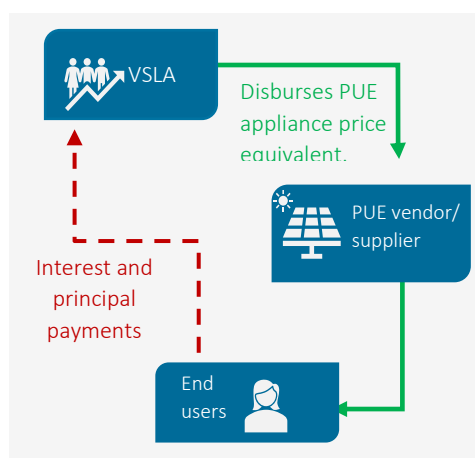 VSLA
Disburses PUE
appliance price
equivalent.
PUE vendor/
supplier
Interest and
principal
payments
End
users